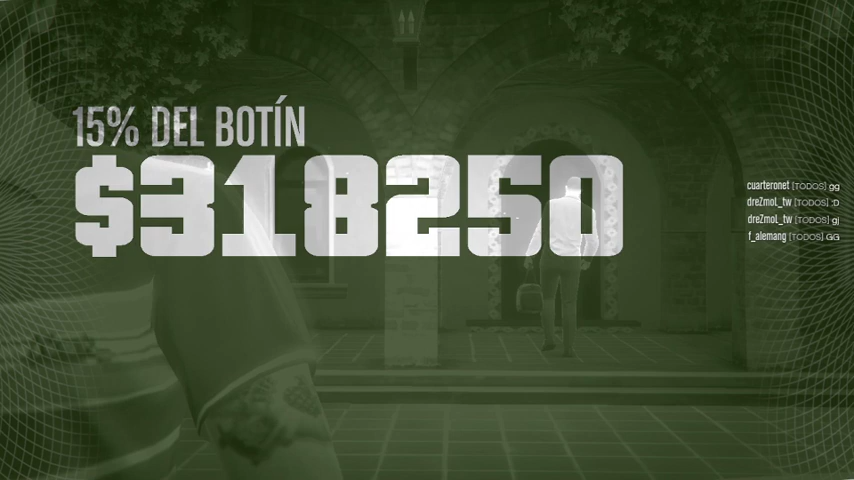 15% DEL BOTÍN
$318250
cuarteronet [TODOS] gg
dreZmoL_tw [TODOS] :D
dreZmoL_tw [TODOS] gj
f_alemang [TODOS] GG